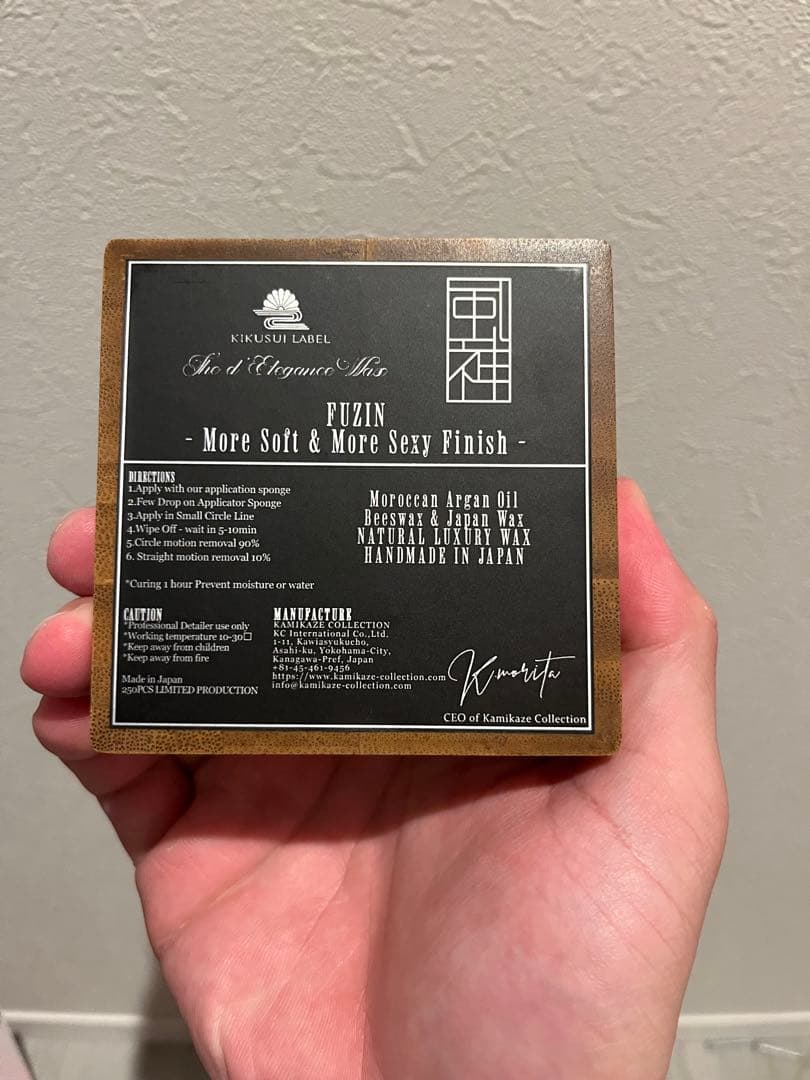 KIKUSUI LABEL
The d'Elegance Wax
風神
FUZIN
- More Soft & More Sexy Finish -
DIRECTIONS
1.Apply with our application sponge
2.Few Drop on Applicator Sponge
3.Apply in Small Circle Line
4.Wipe Off - wait in 5-10min
5.Circle motion removal 90%
6. Straight motion removal 10%
*Curing 1 hour Prevent moisture or water
Moroccan Argan Oil
Beeswax & Japan Wax
NATURAL LUXURY WAX
HANDMADE IN JAPAN
CAUTION
*Professional Detailer use only
*Working temperature 10-30□
*Keep away from children
*Keep away from fire
Made in Japan
250PCS LIMITED PRODUCTION
MANUFACTURE
KAMIKAZE COLLECTION
KC International Co.,Ltd.
1-11, Kawaisyukucho,
Asahi-ku, Yokohama-City,
Kanagawa-Pref, Japan
+81-45-461-9456
https://www.kamikaze-collection.com
info@kamikaze-collection.com
K.morita
CEO of Kamikaze Collection